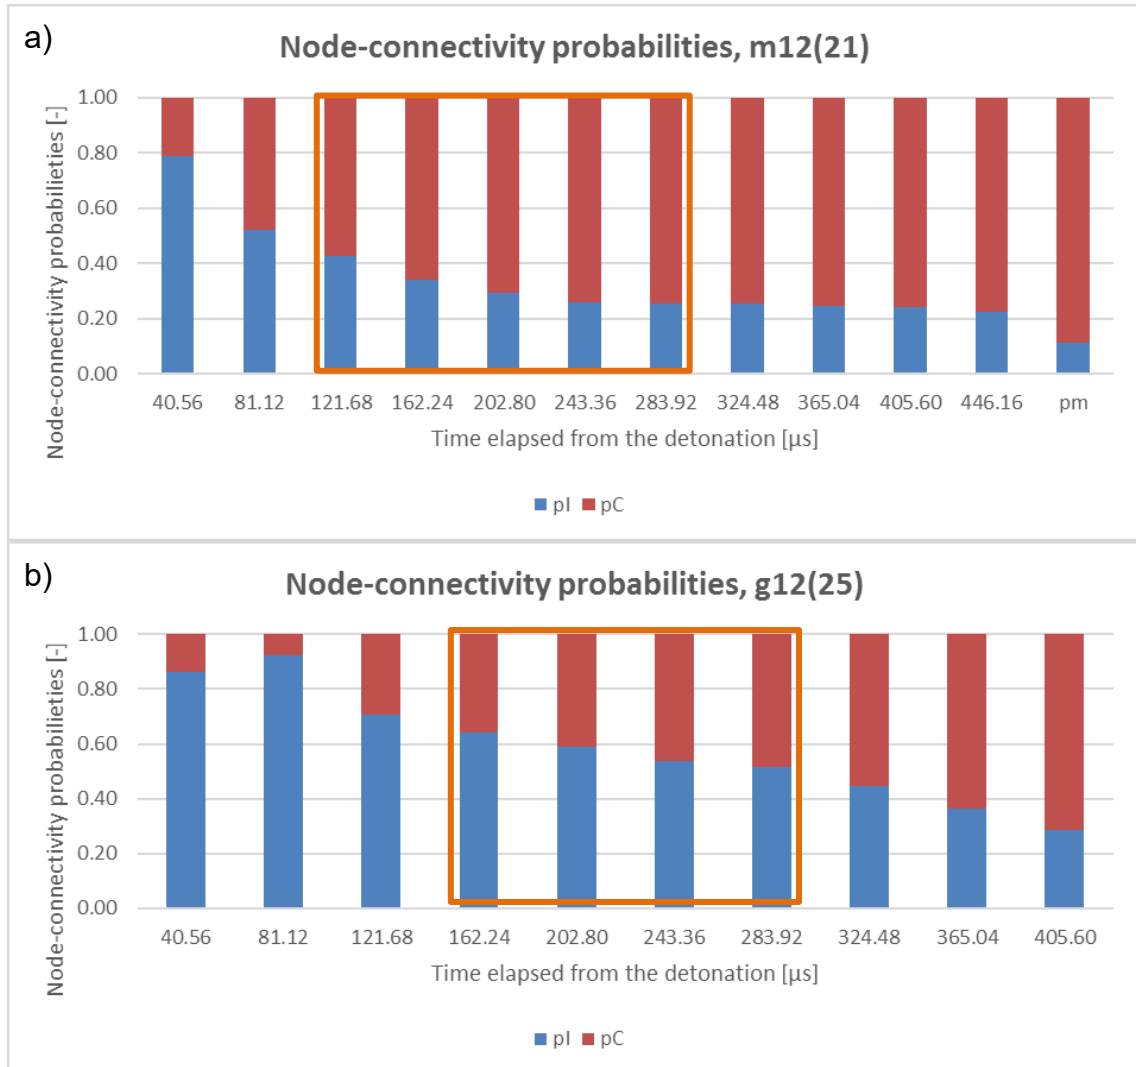 a)
Node-connectivity probabilities, m12(21)
Node-connectivity probabilieties [-]
1.00
0.80
0.60
0.40
0.20
0.00
40.56 81.12 121.68 162.24 202.80 243.36 283.92 324.48 365.04 405.60 446.16 pm
Time elapsed from the detonation [µs]
pI pC
b)
Node-connectivity probabilities, g12(25)
Node-connectivity probabilieties [-]
1.00
0.80
0.60
0.40
0.20
0.00
40.56 81.12 121.68 162.24 202.80 243.36 283.92 324.48 365.04 405.60
Time elapsed from the detonation [µs]
pI pC